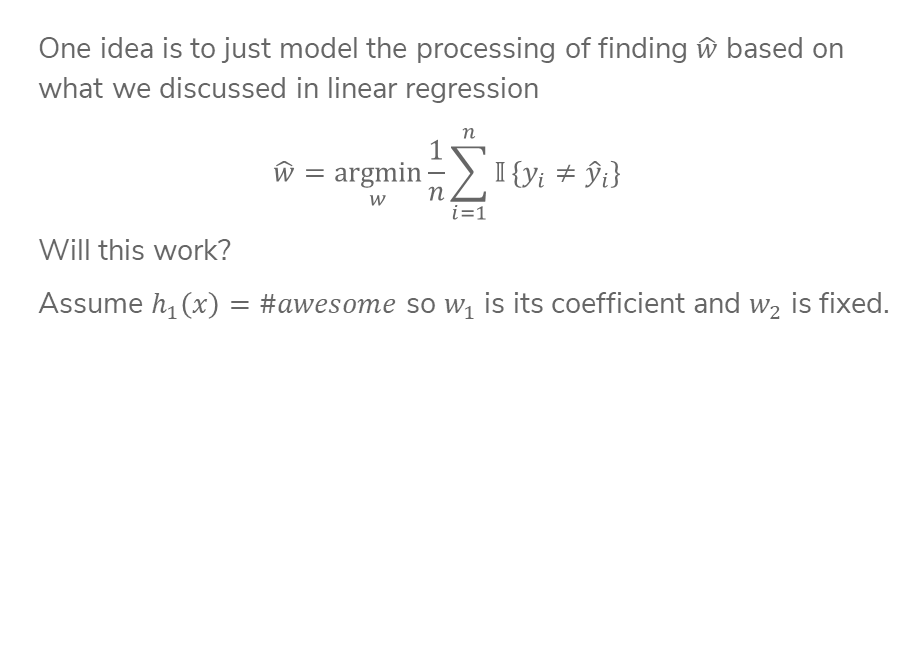 One idea is to just model the processing of finding ŵ based on
what we discussed in linear regression
ŵ = argmin_w 1/n ∑_{i=1}^{n} 𝕀{y_i ≠ ŷ_i}
Will this work?
Assume h₁(x) = #awesome so w₁ is its coefficient and w₂ is fixed.